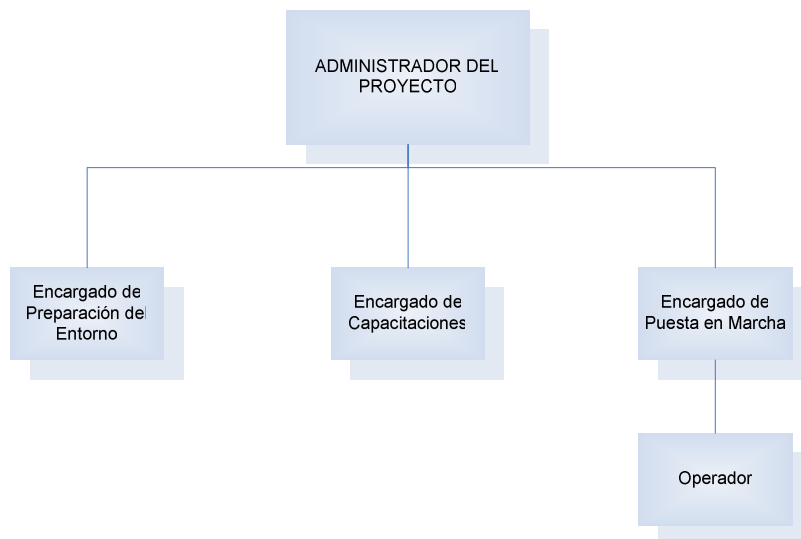 ADMINISTRADOR DEL
PROYECTO
Encargado de
Preparación del
Entorno
Encargado de
Capacitaciones
Encargado de
Puesta en Marcha
Operador